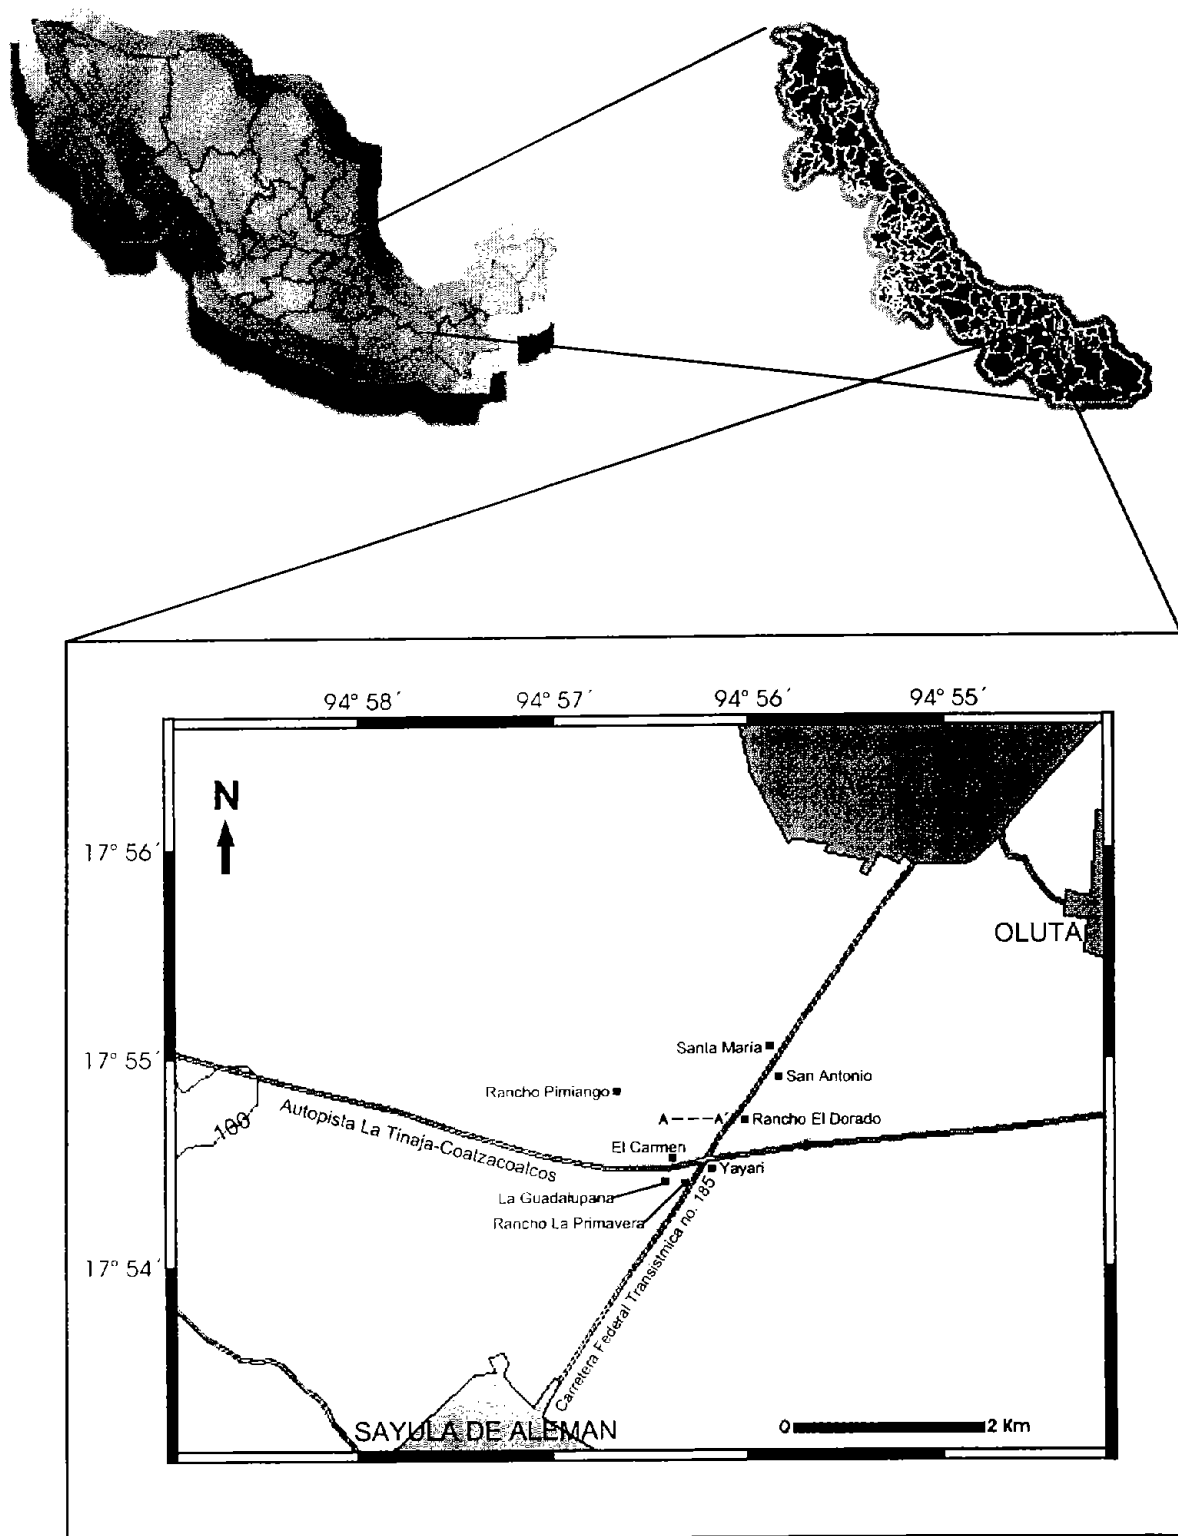 94° 58´ 94° 57´ 94° 56´ 94° 55´
N
17° 56´
OLUTA
Santa María
17° 55´
San Antonio
Rancho Pimiango
100
Autopista La Tinaja-Coatzacoalcos
A A´
Rancho El Dorado
El Carmen
Yayari
La Guadalupana
Rancho La Primavera
Carretera Federal Transistmica no. 185
17° 54´
SAYULA DE ALEMAN
0 2 Km